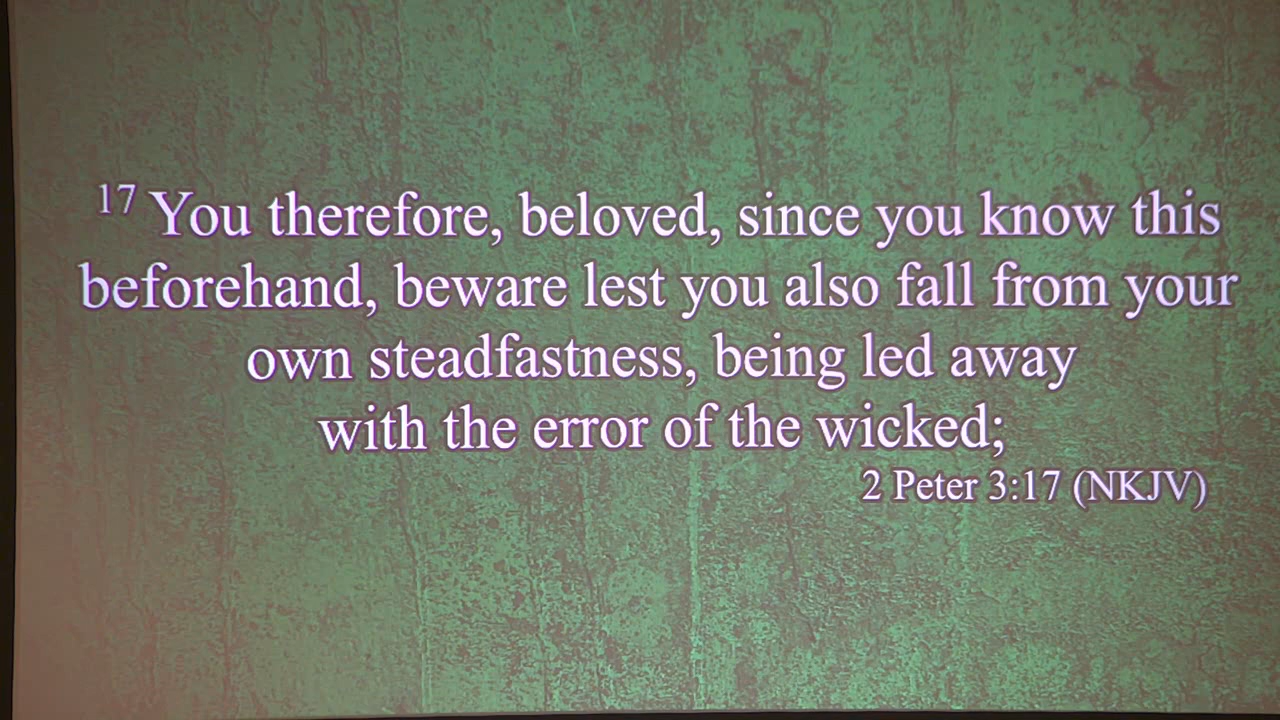 17 You therefore, beloved, since you know this
beforehand, beware lest you also fall from your
own steadfastness, being led away
with the error of the wicked;
2 Peter 3:17 (NKJV)